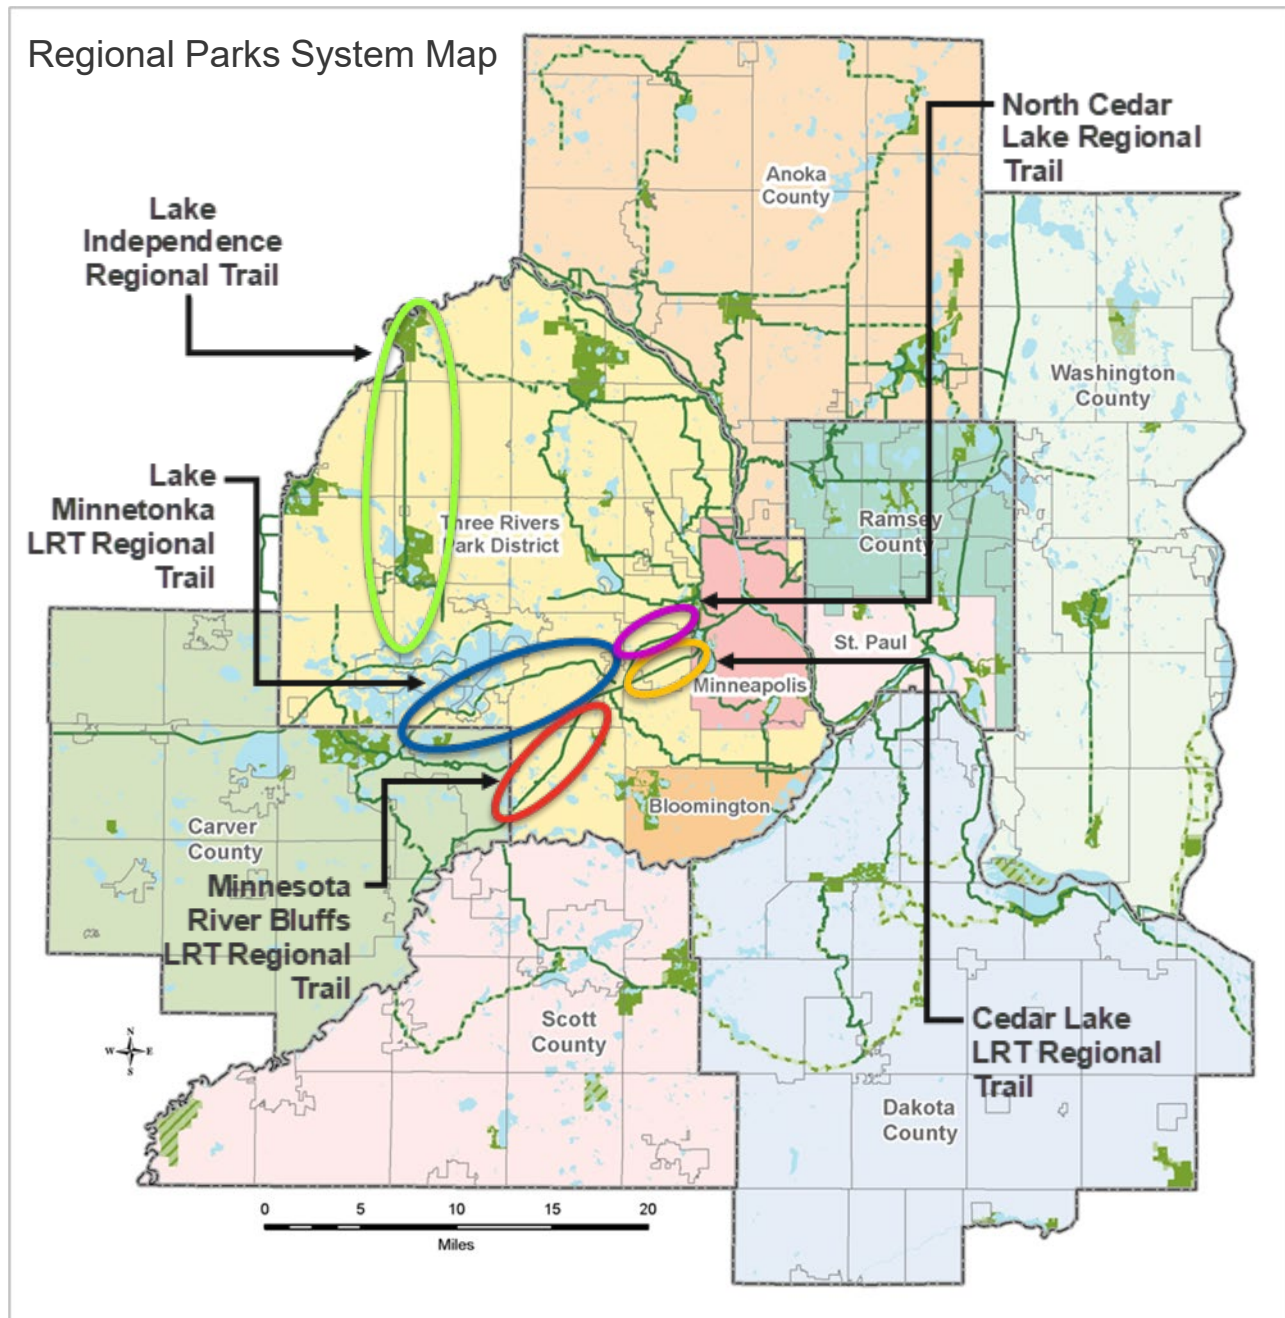 Regional Parks System Map
North Cedar
Lake Regional
Trail
Anoka
County
Lake
Independence
Regional Trail
Washington
County
Lake
Minnetonka
LRT Regional
Trail
Three Rivers
Park District
Ramsey
County
St. Paul
Minneapolis
Bloomington
Carver
County
Minnesota
River Bluffs
LRT Regional
Trail
Scott
County
Cedar Lake
LRT Regional
Trail
Dakota
County
N
W E
S
0 5 10 15 20
Miles